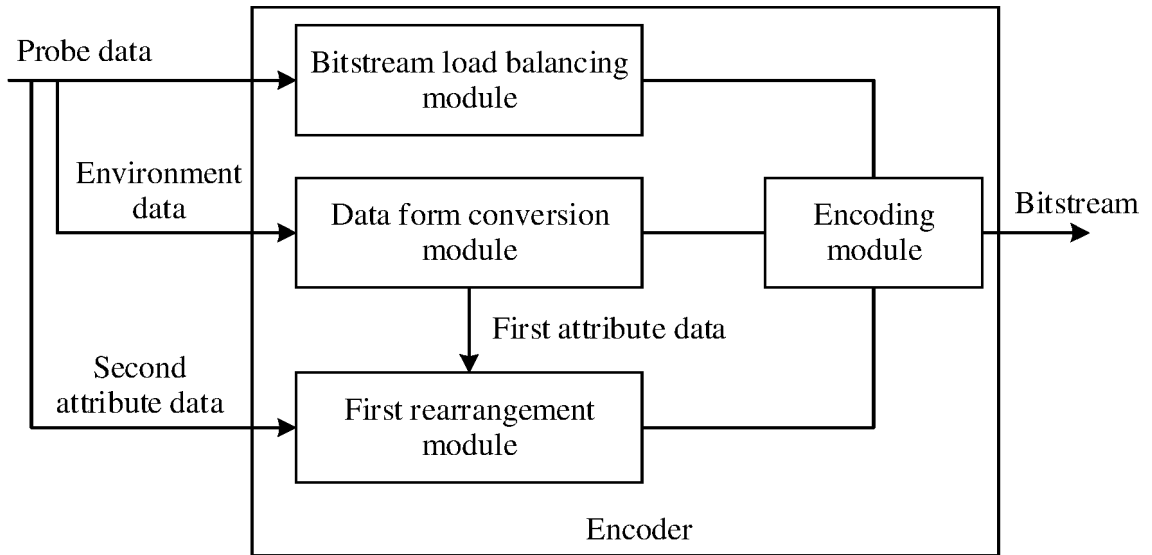 Probe data
Bitstream load balancing
module
Environment
data
Data form conversion
module
Encoding
module
Bitstream
First attribute data
Second
attribute data
First rearrangement
module
Encoder